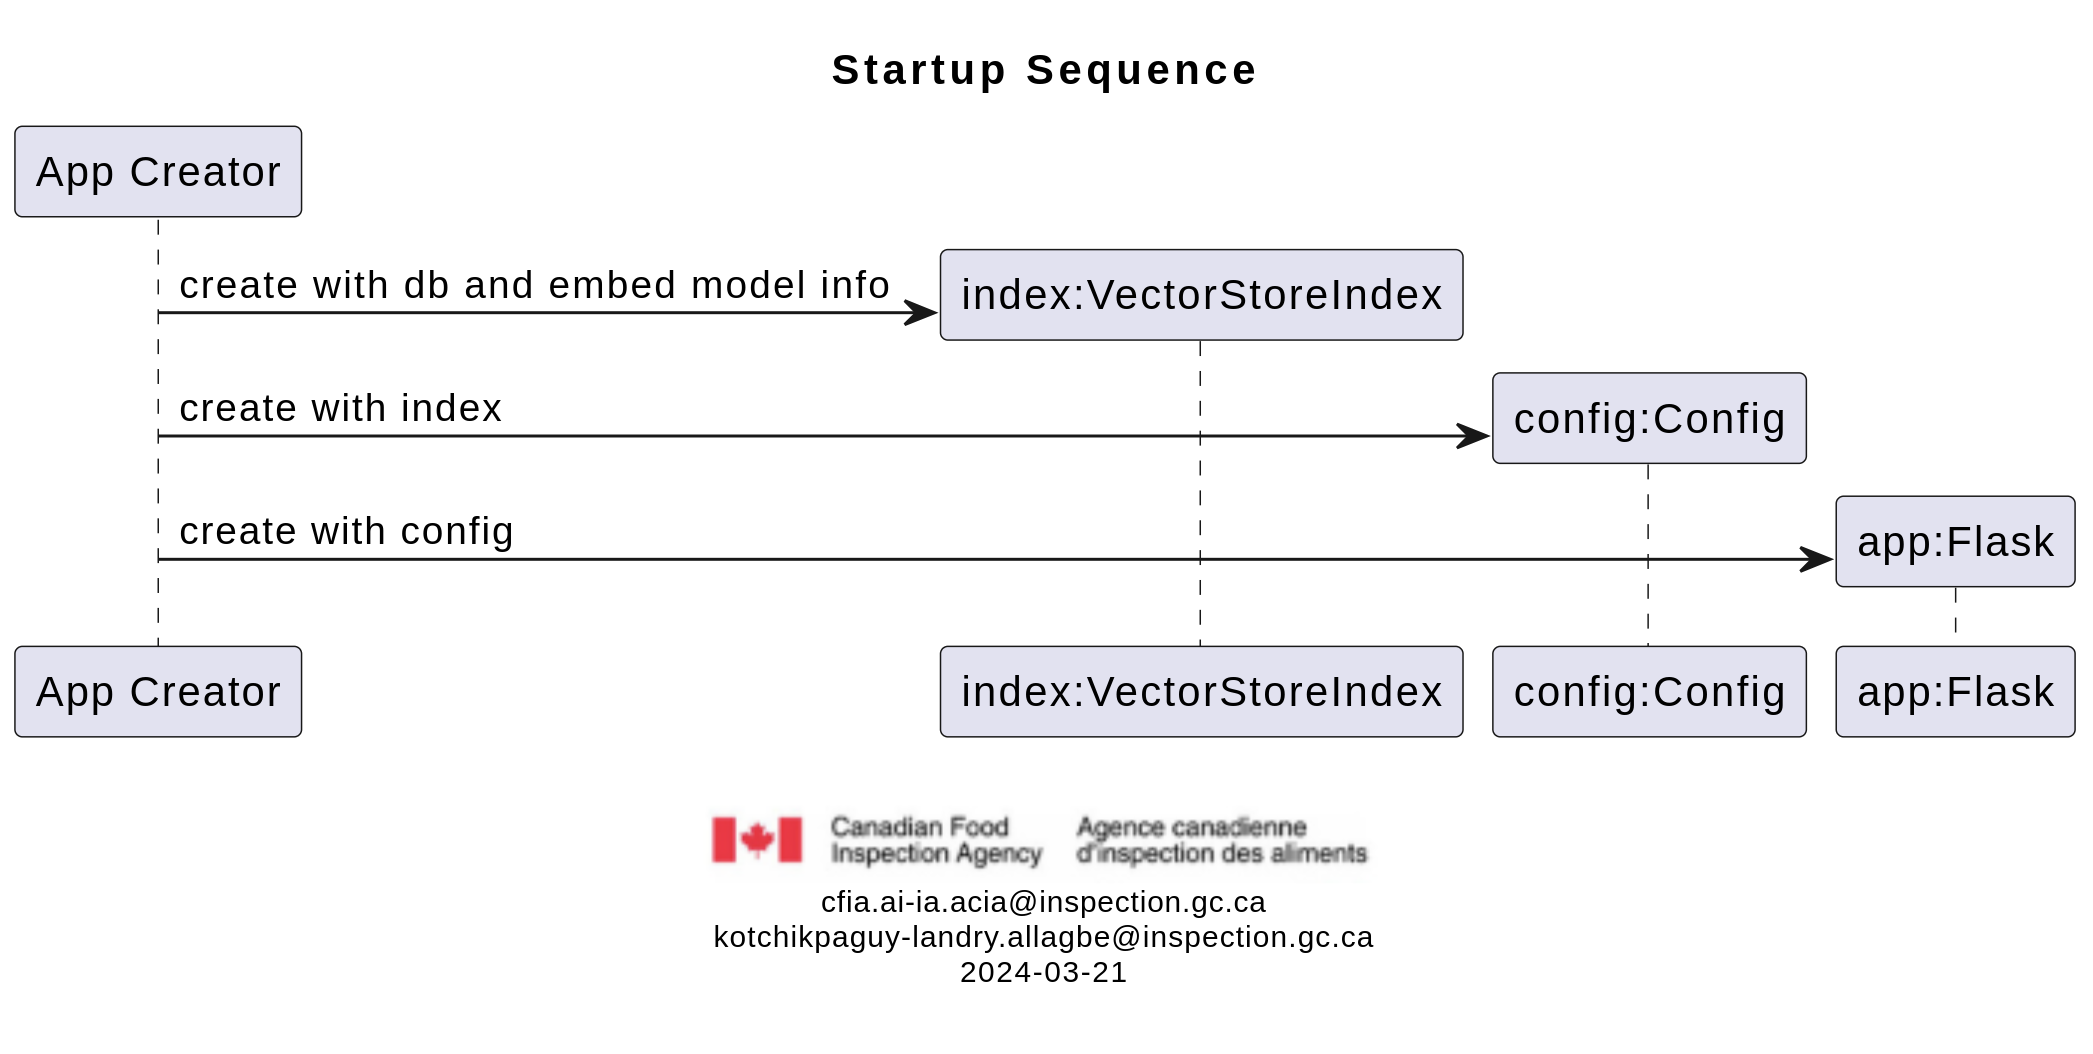 Startup Sequence
App Creator
create with db and embed model info
index:VectorStoreIndex
create with index
config:Config
create with config
app:Flask
App Creator
index:VectorStoreIndex
config:Config
app:Flask
Canadian Food
Inspection Agency
Agence canadienne
d'inspection des aliments
cfia.ai-ia.acia@inspection.gc.ca
kotchikpaguy-landry.allagbe@inspection.gc.ca
2024-03-21